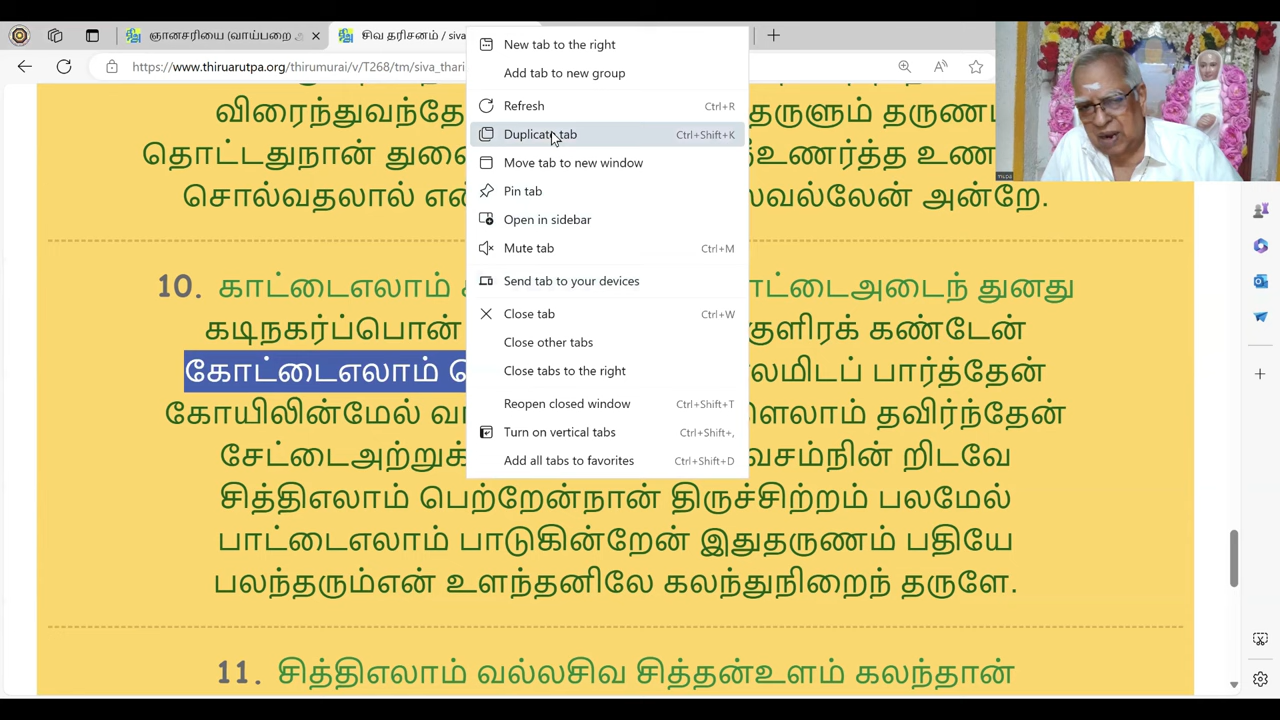 ஞானசரியை (வாய்பறை ஆ
சிவ தரிசனம் / siva
https://www.thiruarutpa.org/thirumurai/v/T268/tm/siva_thari
New tab to the right
Add tab to new group
Refresh Ctrl+R
Duplicate tab Ctrl+Shift+K
Move tab to new window
Pin tab
Open in sidebar
Mute tab Ctrl+M
Send tab to your devices
Close tab Ctrl+W
Close other tabs
Close tabs to the right
Reopen closed window Ctrl+Shift+T
Turn on vertical tabs Ctrl+Shift+,
Add all tabs to favorites Ctrl+Shift+D
விரைந்துவந்தே தருளும் தருணம்
தொட்டதுநான் துணை தீஉணர்த்த உண
சொல்வதலால் என் லவல்லேன் அன்றே.
10. காட்டைஎலாம் க ாட்டைஅடைந் துனது
கடிநகர்ப்பொன் குளிரக் கண்டேன்
கோட்டைஎலாம் லமிடப் பார்த்தேன்
கோயிலின்மேல் வா ளெலாம் தவிர்ந்தேன்
சேட்டைஅற்றுக் வசம்நின் றிடவே
சித்திஎலாம் பெற்றேன்நான் திருச்சிற்றம் பலமேல்
பாட்டைஎலாம் பாடுகின்றேன் இதுதருணம் பதியே
பலந்தரும்என் உளந்தனிலே கலந்துநிறைந் தருளே.
11. சித்திஎலாம் வல்லசிவ சித்தன்உளம் கலந்தான்